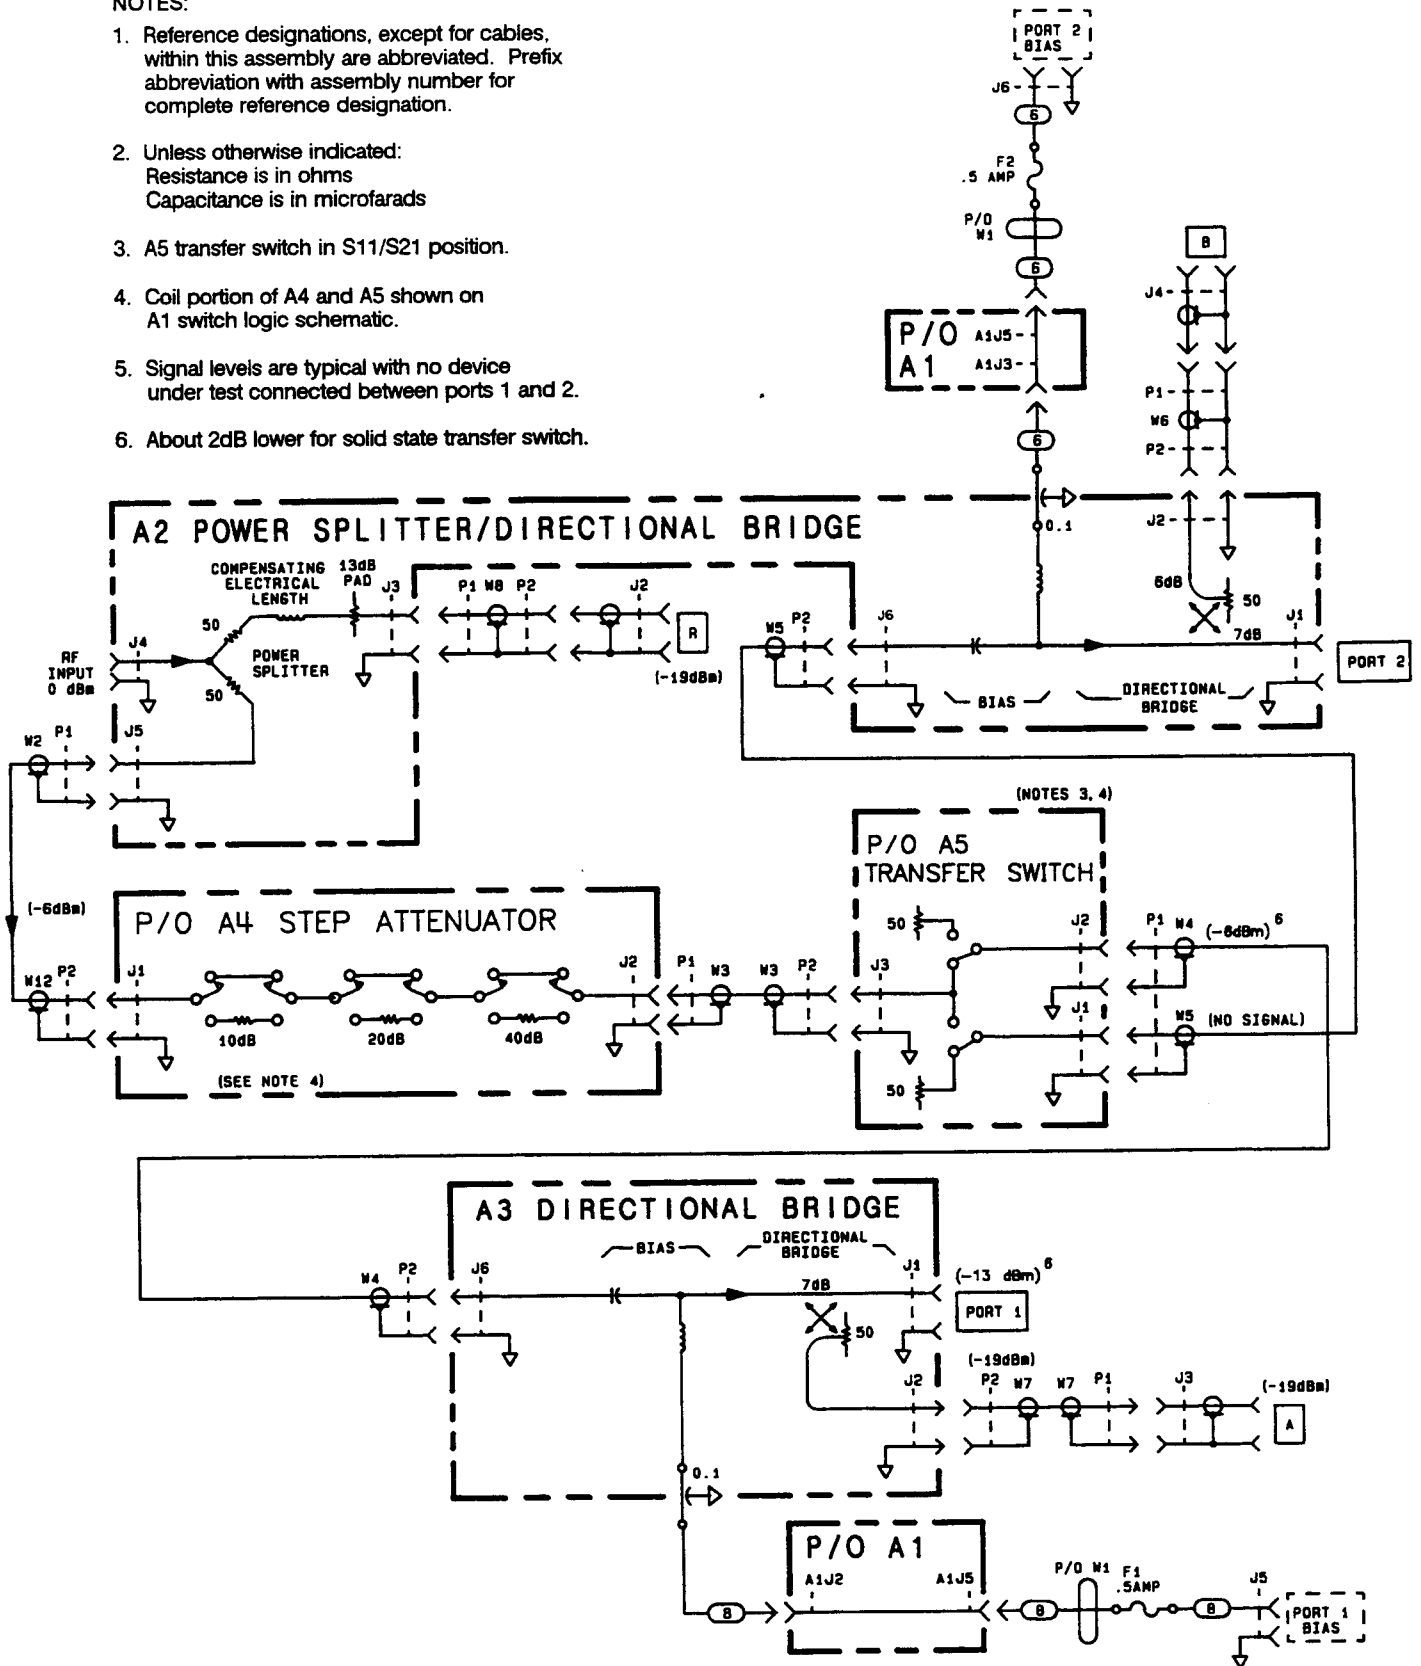 NOTES:
1. Reference designations, except for cables,
within this assembly are abbreviated. Prefix
abbreviation with assembly number for
complete reference designation.
2. Unless otherwise indicated:
Resistance is in ohms
Capacitance is in microfarads
3. A5 transfer switch in S11/S21 position.
4. Coil portion of A4 and A5 shown on
A1 switch logic schematic.
5. Signal levels are typical with no device
under test connected between ports 1 and 2.
6. About 2dB lower for solid state transfer switch.
PORT 2
BIAS
J6
6
F2
.5 AMP
P/O
W1
6
P/O
A1
A1J5
A1J3
6
B
J4
P1
W6
P2
A2 POWER SPLITTER/DIRECTIONAL BRIDGE
0.1
J2
6dB
50
7dB
J1
PORT 2
COMPENSATING
ELECTRICAL
LENGTH
13dB
PAD
J3
P1 W8 P2
J2
R
(-19dBm)
50
J4
RF
INPUT
0 dBm
POWER
SPLITTER
50
W5
P2
J6
BIAS
DIRECTIONAL
BRIDGE
W2
P1
J5
(NOTES 3,4)
P/O A5
TRANSFER SWITCH
(-6dBm)
P/O A4 STEP ATTENUATOR
50
J2
P1
W4
(-6dBm) 6
W12
P2
J1
J2
P1
W3
W3
P2
J3
J1
W5
(NO SIGNAL)
10dB
20dB
40dB
(SEE NOTE 4)
50
A3 DIRECTIONAL BRIDGE
BIAS
DIRECTIONAL
BRIDGE
W4
P2
J6
7dB
J1
(-13 dBm) 6
PORT 1
50
(-19dBm)
J2
P2
W7
W7
P1
J3
(-19dBm)
A
0.1
P/O A1
A1J2
A1J5
8
8
P/O W1
F1
.5AMP
8
J5
PORT 1
BIAS